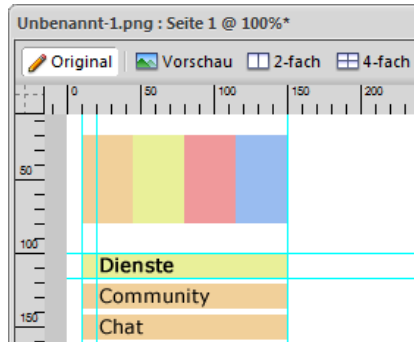 Unbenannt-1.png : Seite 1 @ 100%*
Original Vorschau 2-fach 4-fach
0 50 100 150 200
50
100
150
Dienste
Community
Chat